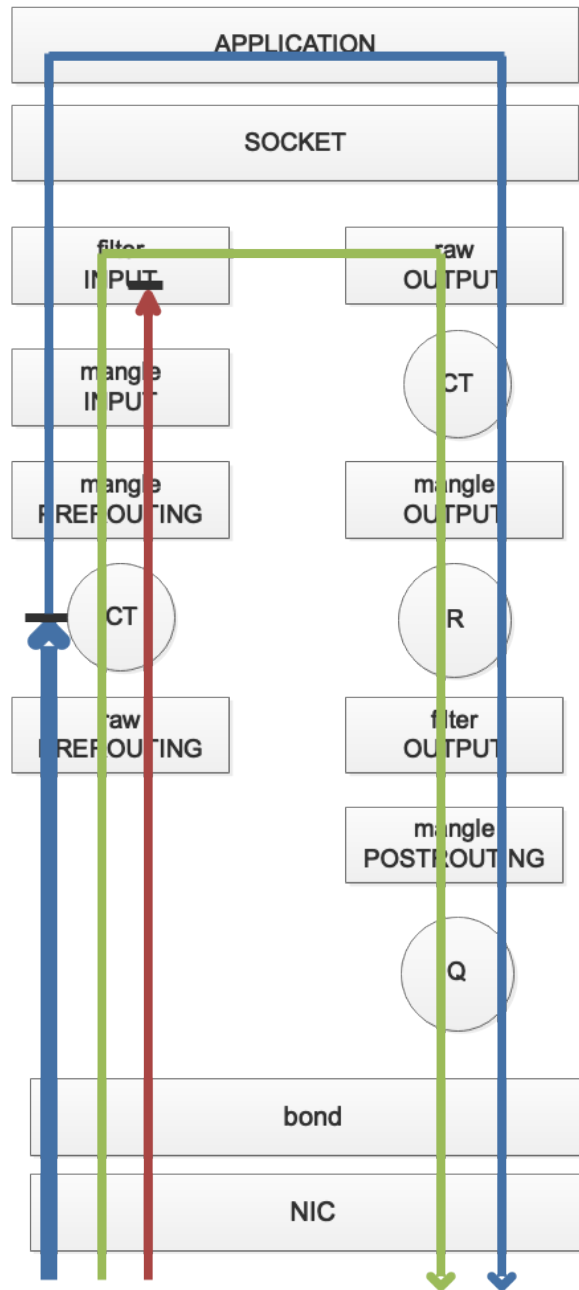 APPLICATION
SOCKET
filter
INPUT
raw
OUTPUT
mangle
INPUT
CT
mangle
PREROUTING
mangle
OUTPUT
CT
R
raw
PREROUTING
filter
OUTPUT
mangle
POSTROUTING
Q
bond
NIC